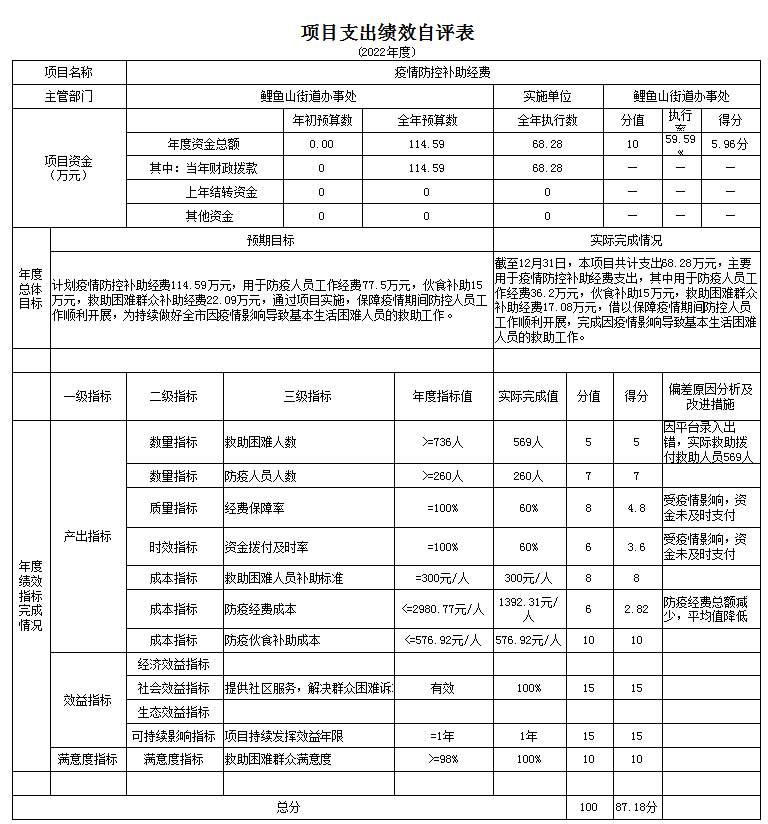 项目支出绩效自评表
(2022年度)
项目名称 疫情防控补助经费
主管部门 鲤鱼山街道办事处 实施单位 鲤鱼山街道办事处
项目资金
（万元）
年初预算数 全年预算数 全年执行数 分值 执行率 得分
年度资金总额 0.00 114.59 68.28 10 59.59% 5.96分
其中: 当年财政拨款 0 114.59 68.28 — — —
上年结转资金 0 0 0 — — —
其他资金 0 0 0 — — —
年度
总体
目标
预期目标 实际完成情况
计划疫情防控补助经费114.59万元，用于防疫人员工作经费77.5万元，伙食补助15
万元，救助困难群众补助经费22.09万元，通过项目实施，保障疫情期间防控人员工
作顺利开展，为持续做好全市因疫情影响导致基本生活困难人员的救助工作。
截至12月31日，本项目共计支出68.28万元，主要
用于疫情防控补助经费支出，其中用于防疫人员工
作经费36.2万元，伙食补助15万元，救助困难群众
补助经费17.08万元，借以保障疫情期间防控人员
工作顺利开展，完成因疫情影响导致基本生活困难
人员的救助工作。
年度
绩效
指标
完成
情况
一级指标 二级指标 三级指标 年度指标值 实际完成值 分值 得分 偏差原因分析及
改进措施
产出指标
数量指标 救助困难人数 >=736人 569人 5 5 因平台录入出
错，实际救助拨
付救助人员569人
数量指标 防疫人员人数 >=260人 260人 7 7
质量指标 经费保障率 =100% 60% 8 4.8 受疫情影响，资
金未及时支付
时效指标 资金拨付及时率 =100% 60% 6 3.6 受疫情影响，资
金未及时支付
成本指标 救助困难人员补助标准 =300元/人 300元/人 8 8
成本指标 防疫经费成本 <=2980.77元/人 1392.31元/
人 6 2.82 防疫经费总额减
少，平均值降低
成本指标 防疫伙食补助成本 <=576.92元/人 576.92元/人 10 10
效益指标
经济效益指标
社会效益指标 提供社区服务，解决群众困难诉 有效 100% 15 15
生态效益指标
可持续影响指标 项目持续发挥效益年限 =1年 1年 15 15
满意度指标 满意度指标 救助困难群众满意度 >=98% 100% 10 10
总分 100 87.18分